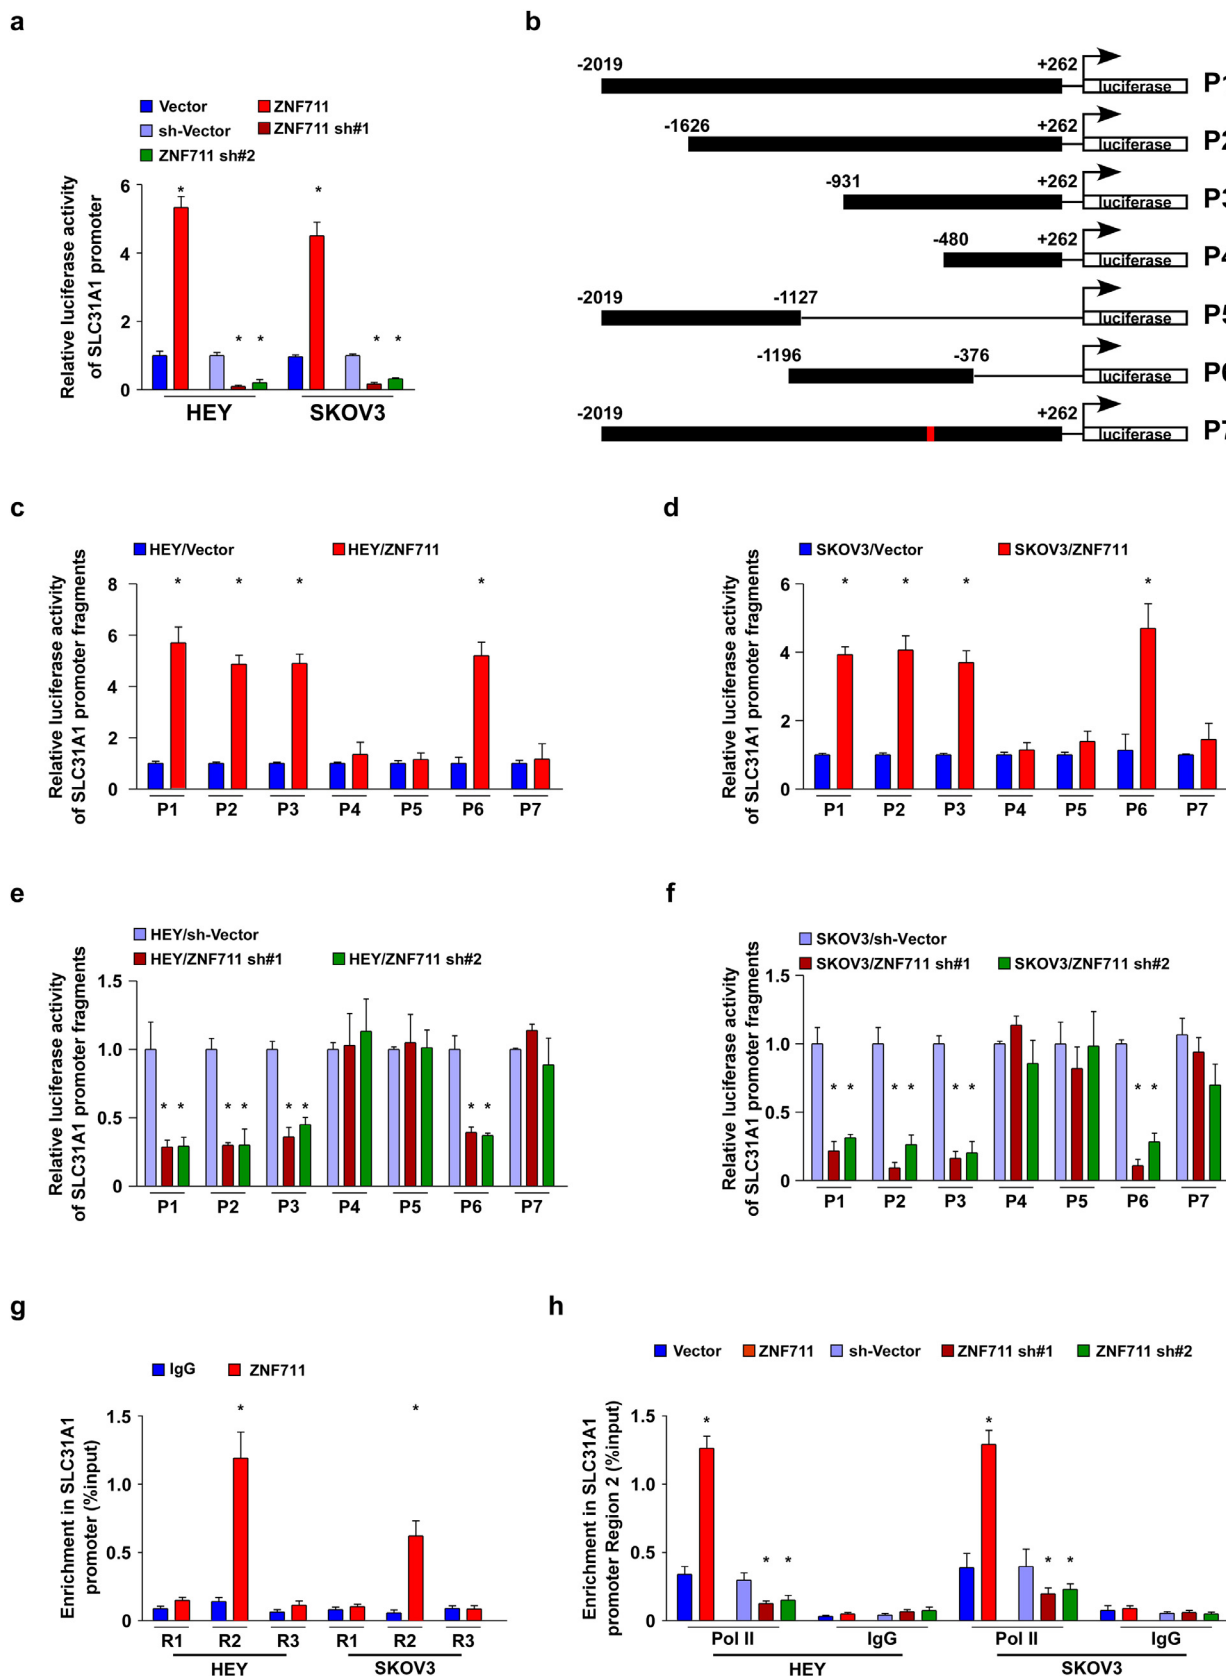 a
Vector
ZNF711
sh-Vector
ZNF711 sh#1
ZNF711 sh#2
Relative luciferase activity
of SLC31A1 promoter
6
4
2
1
0
*
*
*
*
*
*
HEY
SKOV3
b
-2019
+262
luciferase
P1
-1626
+262
luciferase
P2
-931
+262
luciferase
P3
-480
+262
luciferase
P4
-2019
-1127
luciferase
P5
-1196
-376
luciferase
P6
-2019
+262
luciferase
P7
c
HEY/Vector
HEY/ZNF711
Relative luciferase activity
of SLC31A1 promoter fragments
8
6
4
2
1
0
*
*
*
*
P1
P2
P3
P4
P5
P6
P7
d
SKOV3/Vector
SKOV3/ZNF711
Relative luciferase activity
of SLC31A1 promoter fragments
6
4
2
1
0
*
*
*
*
P1
P2
P3
P4
P5
P6
P7
e
HEY/sh-Vector
HEY/ZNF711 sh#1
HEY/ZNF711 sh#2
Relative luciferase activity
of SLC31A1 promoter fragments
1.5
1.0
0.5
0
* *
* *
* *
* *
P1
P2
P3
P4
P5
P6
P7
f
SKOV3/sh-Vector
SKOV3/ZNF711 sh#1
SKOV3/ZNF711 sh#2
Relative luciferase activity
of SLC31A1 promoter fragments
1.5
1.0
0.5
0
* *
* *
* *
* *
P1
P2
P3
P4
P5
P6
P7
g
IgG
ZNF711
Enrichment in SLC31A1
promoter (%input)
1.5
1.0
0.5
0
*
*
R1
R2
R3
R1
R2
R3
HEY
SKOV3
h
Vector
ZNF711
sh-Vector
ZNF711 sh#1
ZNF711 sh#2
Enrichment in SLC31A1
promoter Region 2 (%input)
1.5
1.0
0.5
0
*
* *
*
* *
Pol II
IgG
Pol II
IgG
HEY
SKOV3